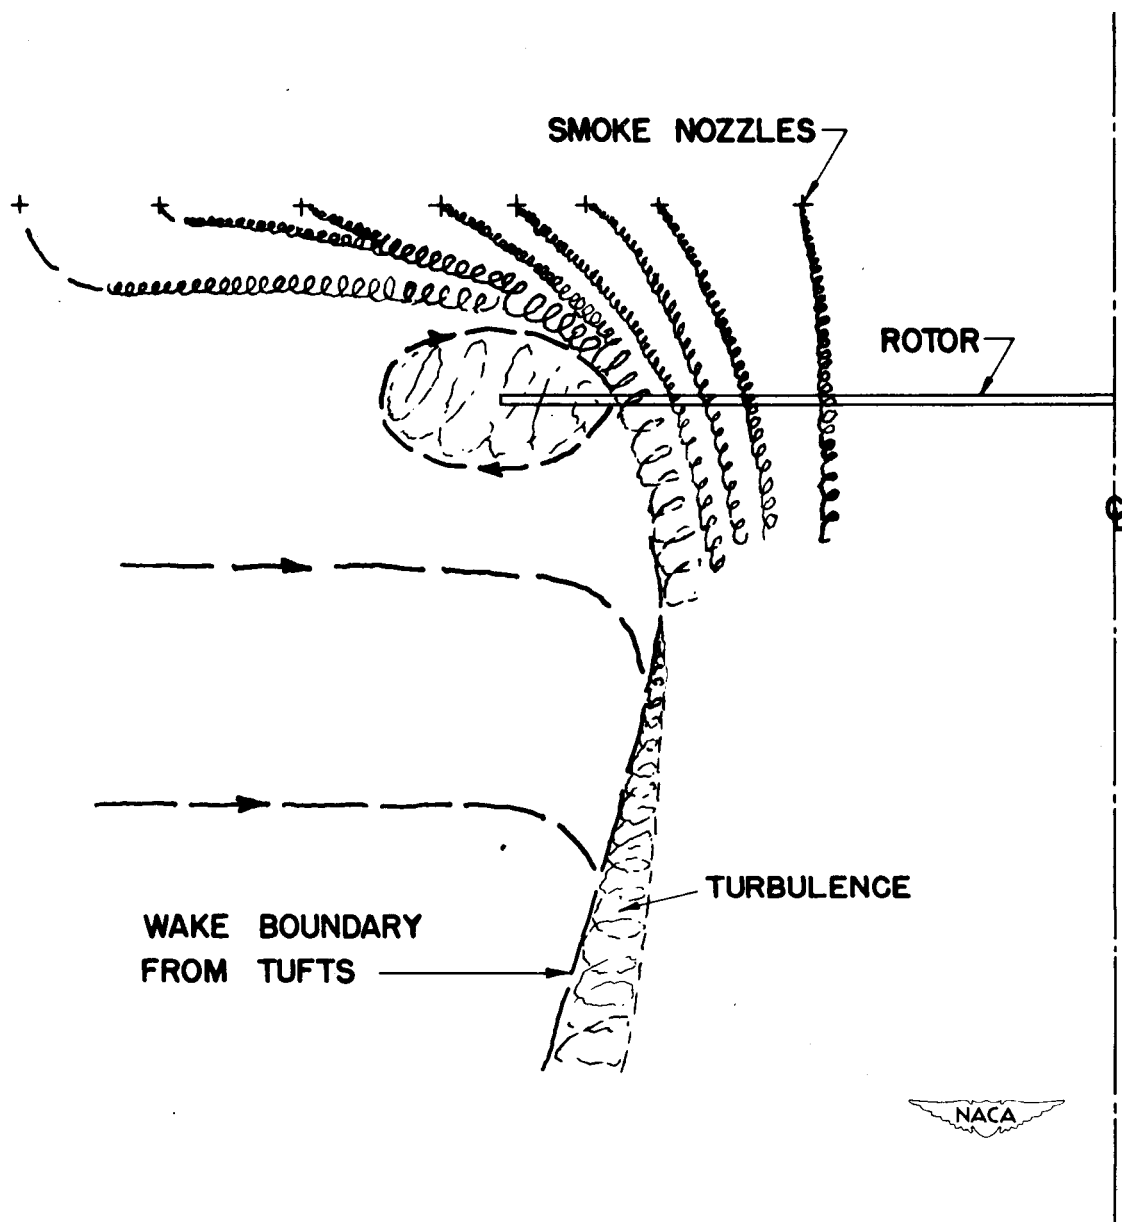 SMOKE NOZZLES
ROTOR
℄
TURBULENCE
WAKE BOUNDARY
FROM TUFTS
NACA